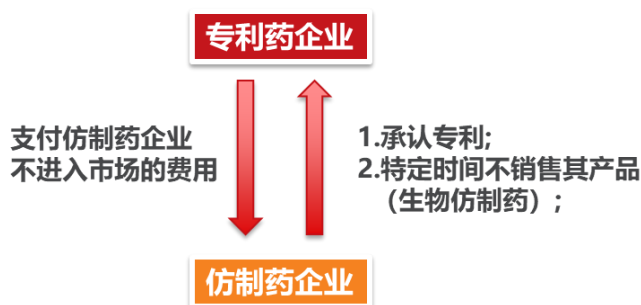 专利药企业
支付仿制药企业
不进入市场的费用
1.承认专利;
2.特定时间不销售其产品
（生物仿制药）;
仿制药企业